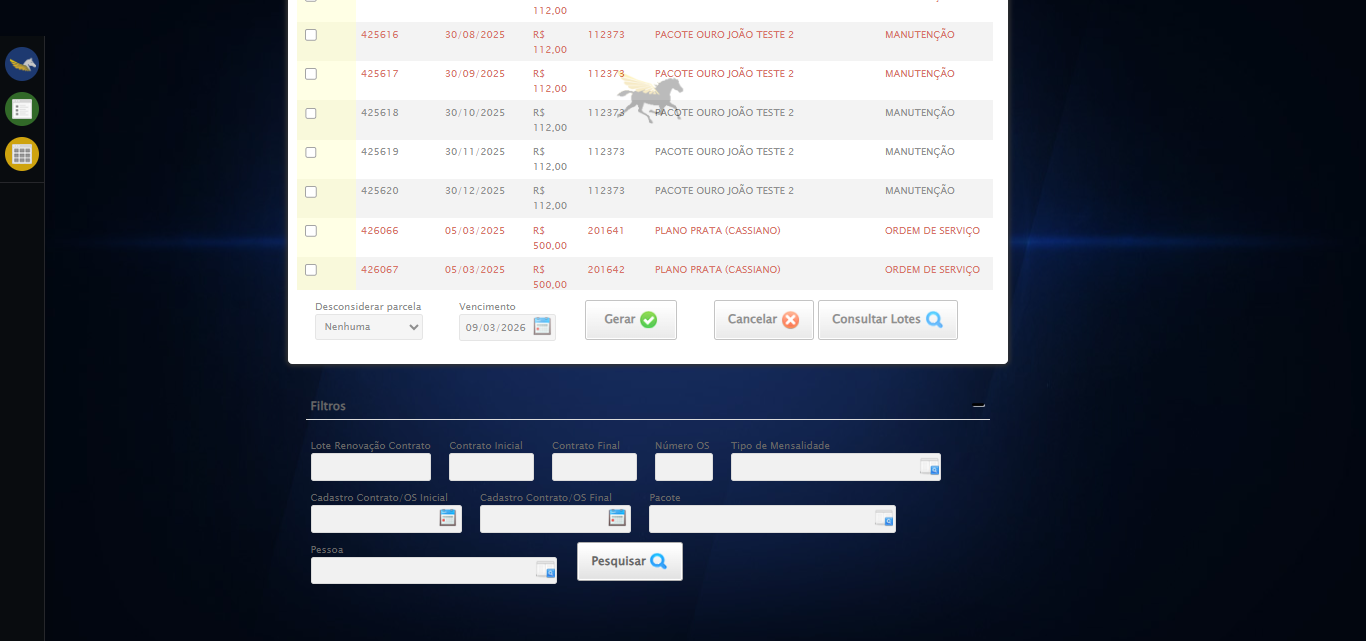 112,00
425616 30/08/2025 R$ 112,00 112373 PACOTE OURO JOÃO TESTE 2 MANUTENÇÃO
425617 30/09/2025 R$ 112,00 112373 PACOTE OURO JOÃO TESTE 2 MANUTENÇÃO
425618 30/10/2025 R$ 112,00 112373 PACOTE OURO JOÃO TESTE 2 MANUTENÇÃO
425619 30/11/2025 R$ 112,00 112373 PACOTE OURO JOÃO TESTE 2 MANUTENÇÃO
425620 30/12/2025 R$ 112,00 112373 PACOTE OURO JOÃO TESTE 2 MANUTENÇÃO
426066 05/03/2025 R$ 500,00 201641 PLANO PRATA (CASSIANO) ORDEM DE SERVIÇO
426067 05/03/2025 R$ 500,00 201642 PLANO PRATA (CASSIANO) ORDEM DE SERVIÇO
Desconsiderar parcela Vencimento
Nenhuma 09/03/2026 Gerar Cancelar Consultar Lotes
Filtros
Lote Renovação Contrato Contrato Inicial Contrato Final Número OS Tipo de Mensalidade
Cadastro Contrato/OS Inicial Cadastro Contrato/OS Final Pacote
Pessoa
Pesquisar